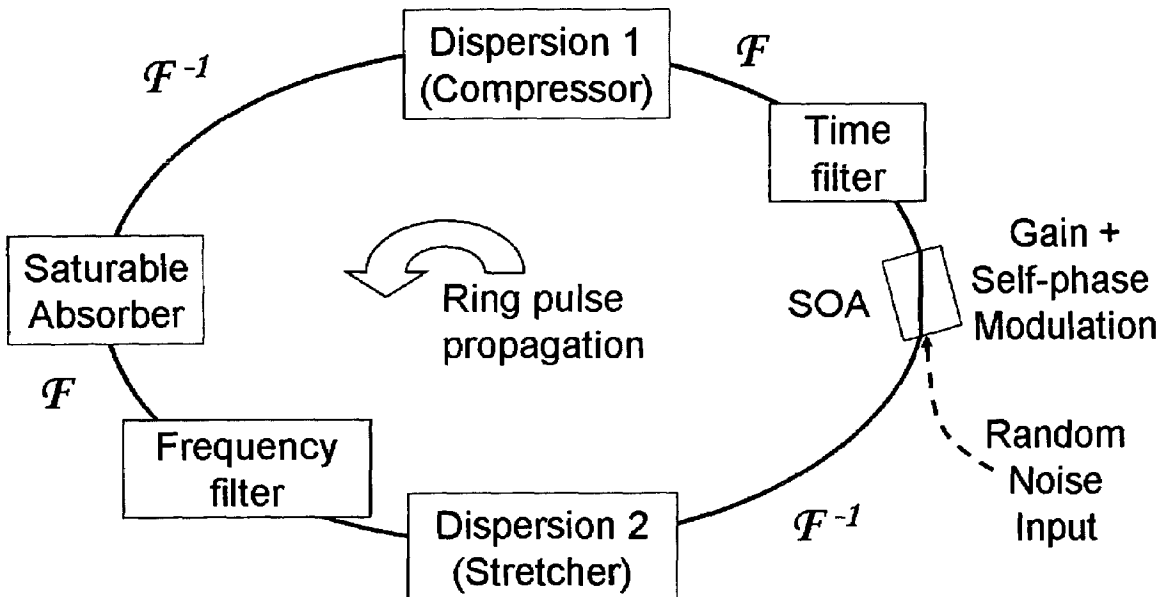 Dispersion 1
(Compressor)
ℱ
ℱ -1
Time
filter
Gain +
Self-phase
Modulation
SOA
Saturable
Absorber
Ring pulse
propagation
ℱ
Frequency
filter
Dispersion 2
(Stretcher)
ℱ -1
Random
Noise
Input